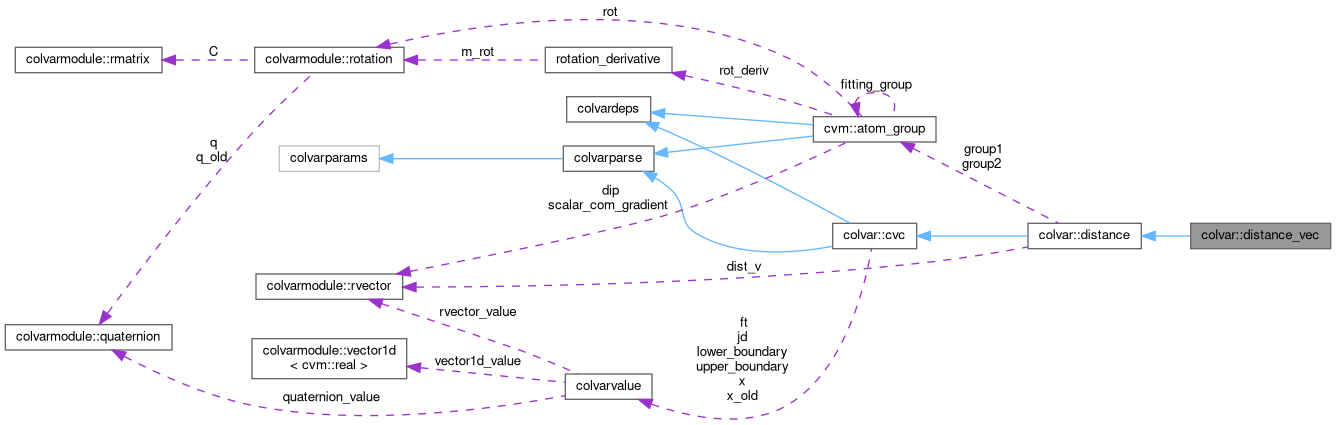 rot
C
m_rot
colvarmodule::rmatrix
colvarmodule::rotation
rotation_derivative
rot_deriv
fitting_group
colvardeps
cvm::atom_group
q
q_old
colvarparams
colvarparse
group1
group2
dip
scalar_com_gradient
colvar::cvc
colvar::distance
colvar::distance_vec
dist_v
colvarmodule::rvector
rvector_value
colvarmodule::quaternion
ft
jd
lower_boundary
upper_boundary
x
x_old
colvarmodule::vector1d
< cvm::real >
vector1d_value
colvarvalue
quaternion_value